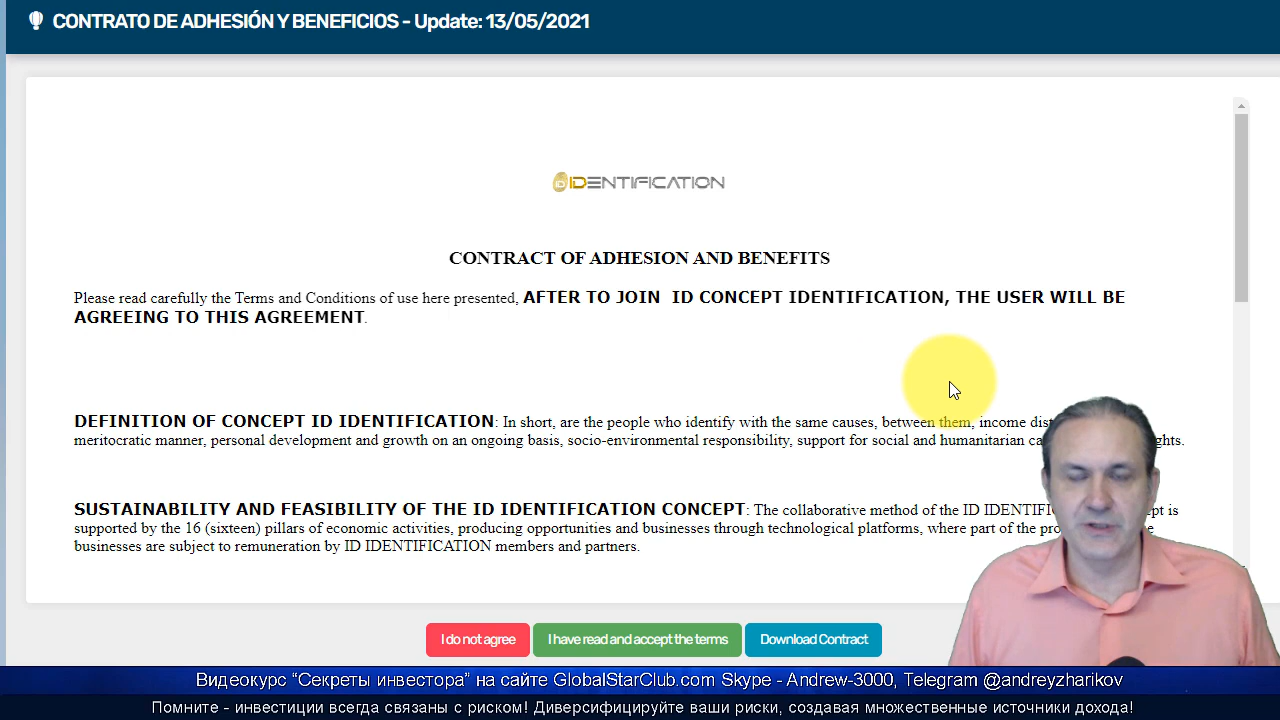 CONTRATO DE ADHESIÓN Y BENEFICIOS - Update: 13/05/2021
IDENTIFICATION
CONTRACT OF ADHESION AND BENEFITS
Please read carefully the Terms and Conditions of use here presented, AFTER TO JOIN ID CONCEPT IDENTIFICATION, THE USER WILL BE
AGREEING TO THIS AGREEMENT.
DEFINITION OF CONCEPT ID IDENTIFICATION: In short, are the people who identify with the same causes, between them, income
meritocratic manner, personal development and growth on an ongoing basis, socio-environmental responsibility, support for social and humanitarian
SUSTAINABILITY AND FEASIBILITY OF THE ID IDENTIFICATION CONCEPT: The collaborative method of the ID is
supported by the 16 (sixteen) pillars of economic activities, producing opportunities and businesses through technological platforms, where part of the
businesses are subject to remuneration by ID IDENTIFICATION members and partners.
I do not agree
I have read and accept the terms
Download Contract
Видеокурс "Секреты инвестора" на сайте GlobalStarClub.com Skype - Andrew-3000, Telegram @andreyzharikov
Помните - инвестиции всегда связаны с риском! Диверсифицируйте ваши риски, создавая множественные источники дохода!